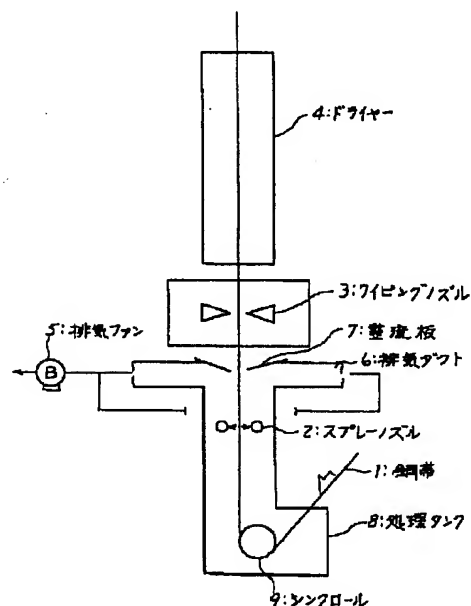 4:ドライヤー
3:ワイピングノズル
7:整流板
5:排気ファン
6:排気ダクト
B
2:スプレーノズル
1:鋼帯
8:処理タンク
9:シンクロール